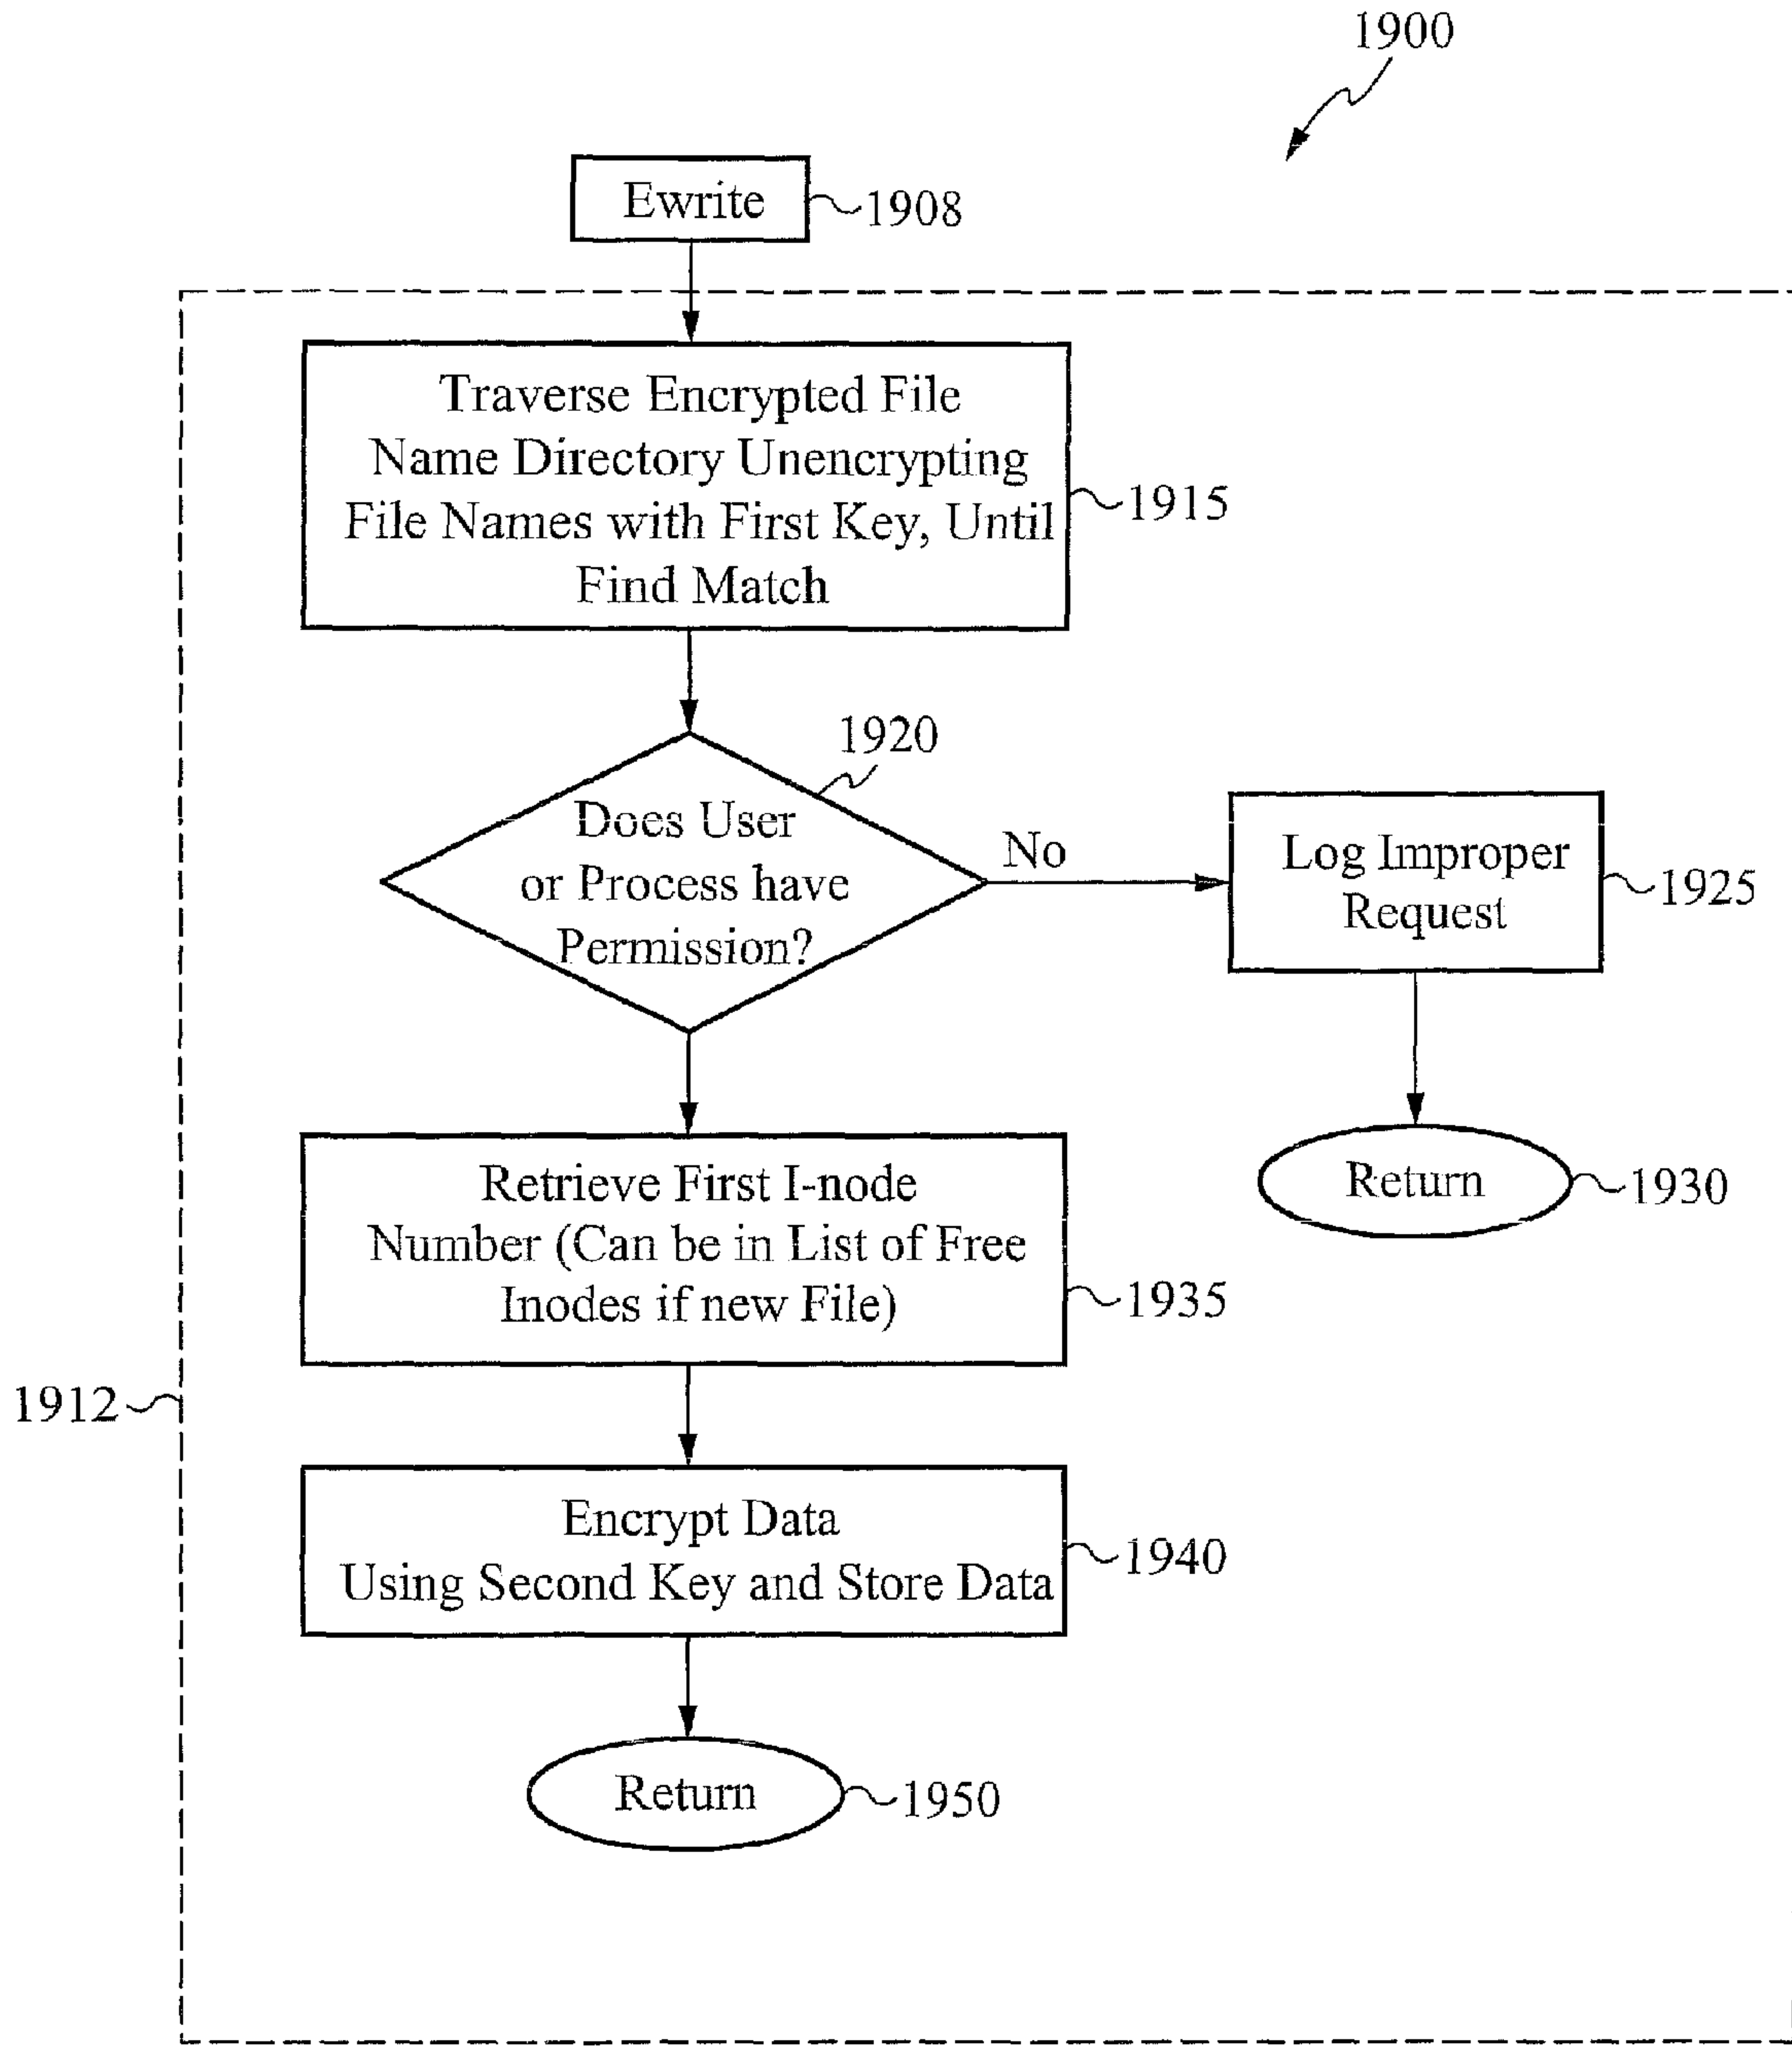 1900
Ewrite
1908
Traverse Encrypted File
Name Directory Unencrypting
File Names with First Key, Until
Find Match
1915
1920
Does User
or Process have
Permission?
No
Log Improper
Request
1925
Return
1930
Retrieve First I-node
Number (Can be in List of Free
Inodes if new File)
1935
1912
Encrypt Data
Using Second Key and Store Data
1940
Return
1950